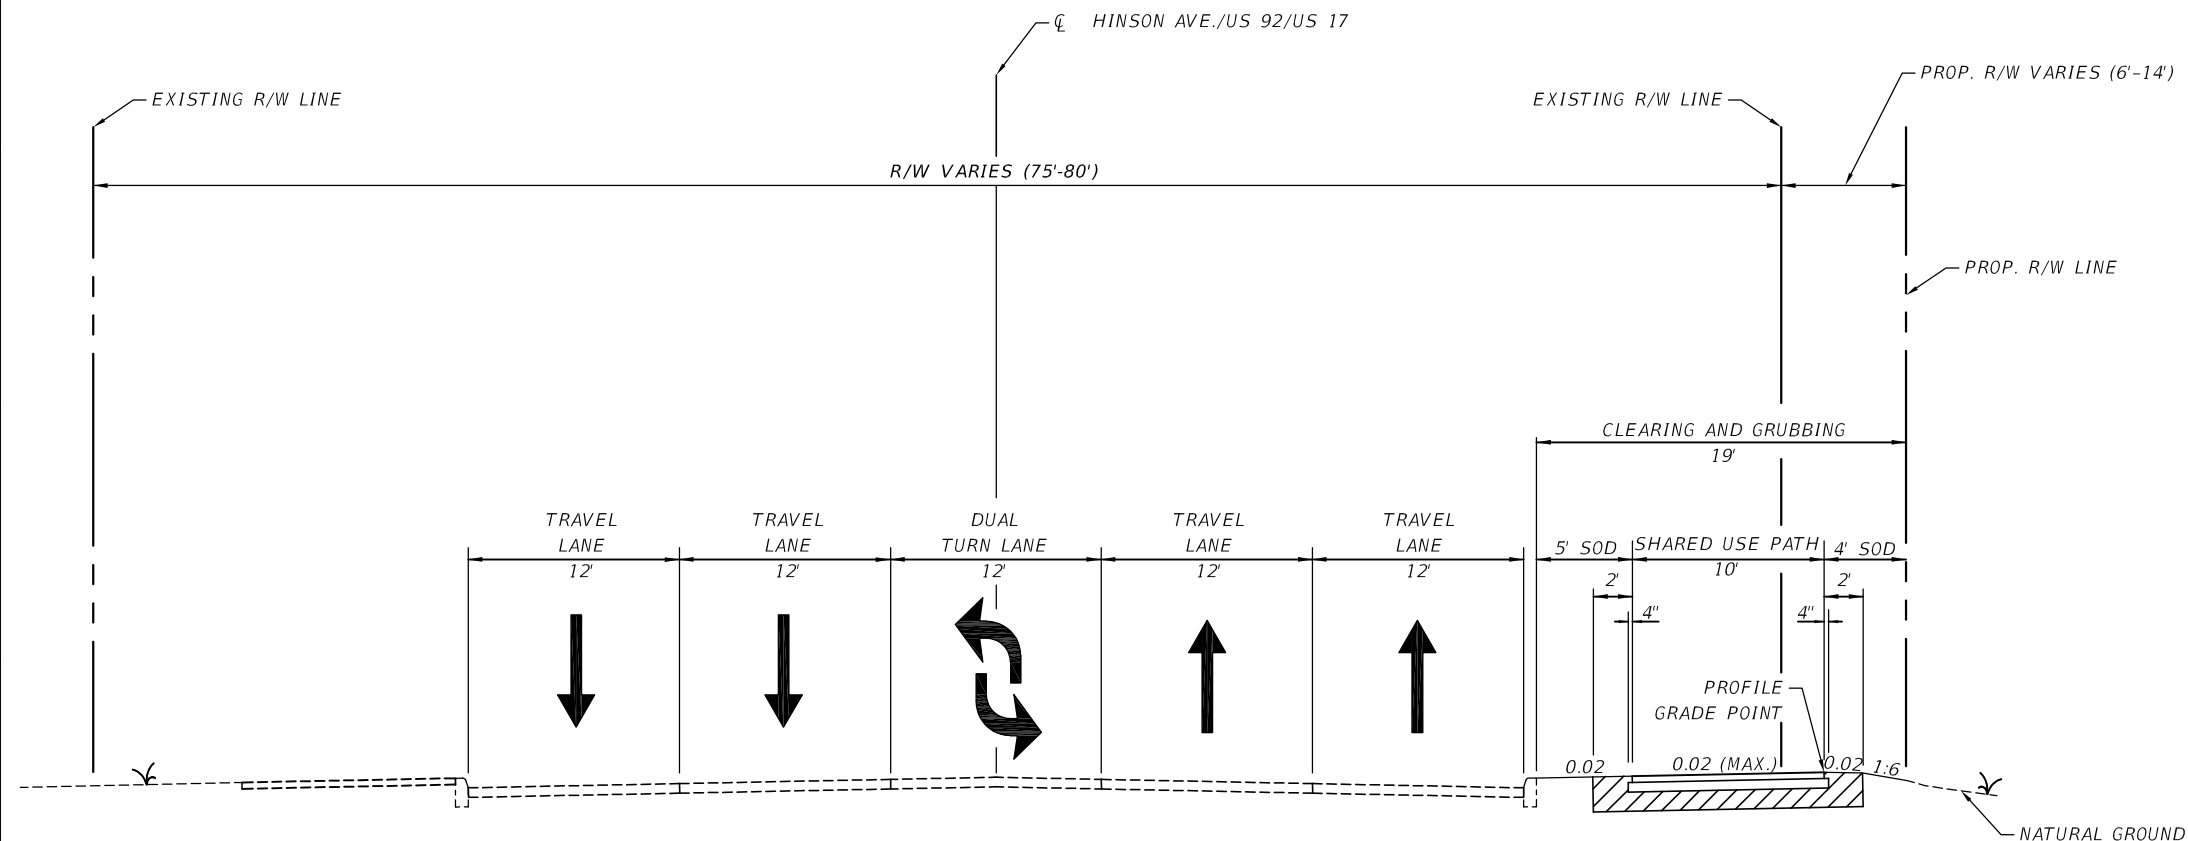 ℄ HINSON AVE./US 92/US 17
PROP. R/W VARIES (6'-14')
EXISTING R/W LINE
EXISTING R/W LINE
R/W VARIES (75'-80')
PROP. R/W LINE
CLEARING AND GRUBBING
19'
TRAVEL
LANE
12'
TRAVEL
LANE
12'
DUAL
TURN LANE
12'
TRAVEL
LANE
12'
TRAVEL
LANE
12'
5' SOD
SHARED USE PATH
10'
4' SOD
2'
2'
4"
4"
PROFILE
GRADE POINT
0.02
0.02 (MAX.)
0.02
1:6
NATURAL GROUND